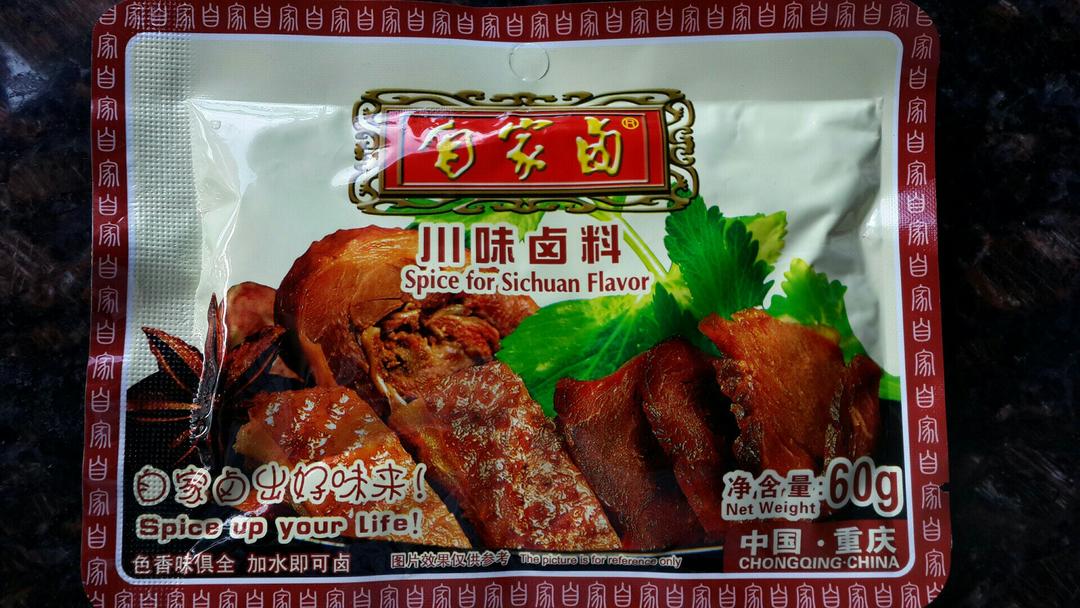 自家卤®
川味卤料
Spice for Sichuan Flavor
自家卤出好味来!
Spice up your Life!
色香味俱全 加水即可卤
图片效果仅供参考 The picture is for reference only
净含量:60g
Net Weight
中国·重庆
CHONGQING·CHINA